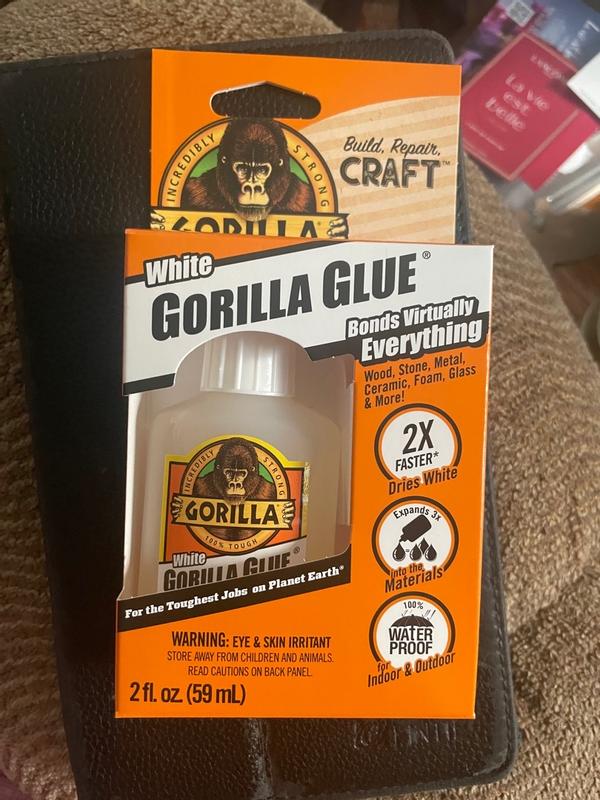 Build, Repair,
CRAFT™
INCREDIBLY STRONG
GORILLA
White
GORILLA GLUE®
Bonds Virtually
Everything
Wood, Stone, Metal,
Ceramic, Foam, Glass
& More!
2X
FASTER*
Dries White
Expands 3x
into the
Materials
100%
WATER
PROOF
for
Indoor & Outdoor
INCREDIBLY STRONG
GORILLA
100% TOUGH
White
GORILLA GLUE®
For the Toughest Jobs on Planet Earth®
WARNING: EYE & SKIN IRRITANT
STORE AWAY FROM CHILDREN AND ANIMALS.
READ CAUTIONS ON BACK PANEL.
2 fl. oz. (59 mL)
La vie
est
belle